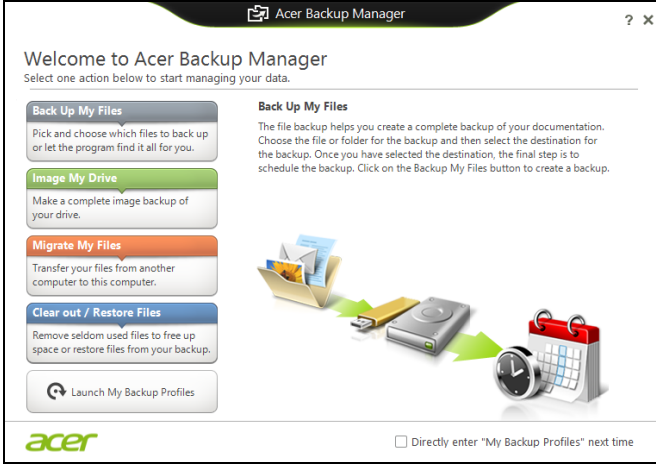 Acer Backup Manager
? X
Welcome to Acer Backup Manager
Select one action below to start managing your data.
Back Up My Files
Pick and choose which files to back up
or let the program find it all for you.
Image My Drive
Make a complete image backup of
your drive.
Migrate My Files
Transfer your files from another
computer to this computer.
Clear out / Restore Files
Remove seldom used files to free up
space or restore files from your backup.
Launch My Backup Profiles
Back Up My Files
The file backup helps you create a complete backup of your documentation.
Choose the file or folder for the backup and then select the destination for
the backup. Once you have selected the destination, the final step is to
schedule the backup. Click on the Backup My Files button to create a backup.
acer
Directly enter "My Backup Profiles" next time